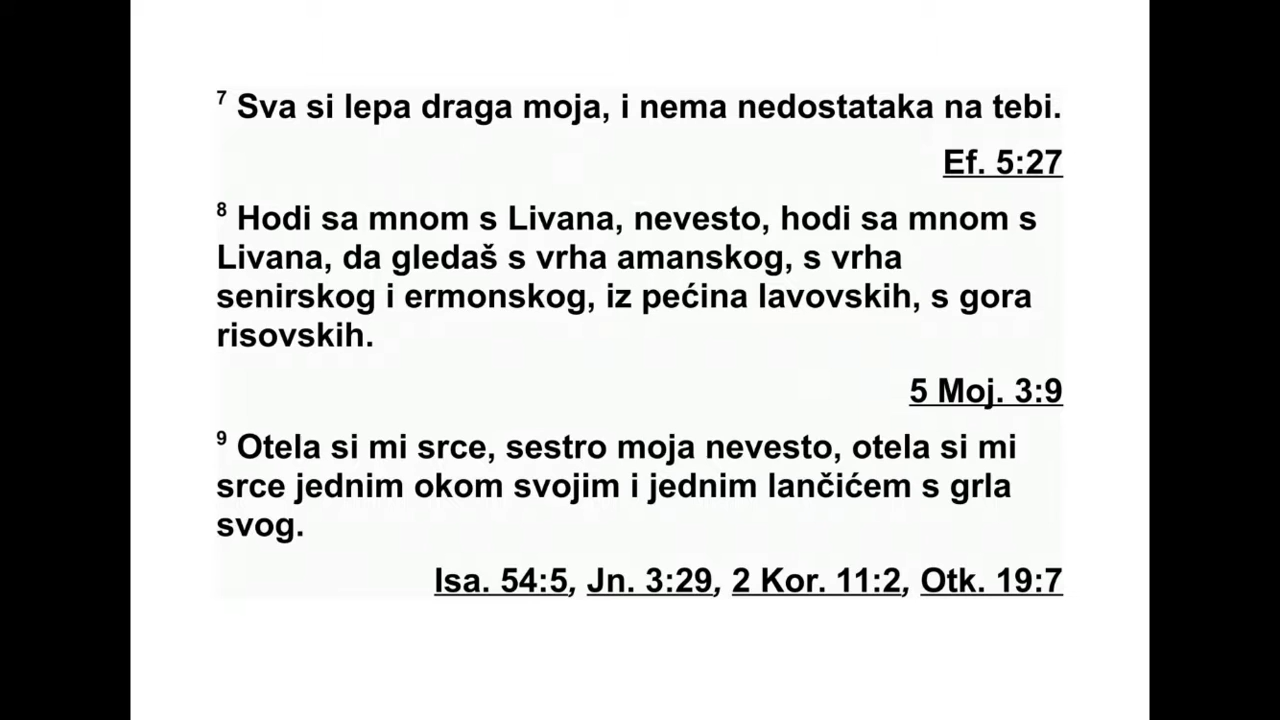 7 Sva si lepa draga moja, i nema nedostataka na tebi.
Ef. 5:27
8 Hodi sa mnom s Livana, nevesto, hodi sa mnom s
Livana, da gledaš s vrha amanskog, s vrha
senirskog i ermonskog, iz pećina lavovskih, s gora
risovskih.
5 Moj. 3:9
9 Otela si mi srce, sestro moja nevesto, otela si mi
srce jednim okom svojim i jednim lančićem s grla
svog.
Isa. 54:5, Jn. 3:29, 2 Kor. 11:2, Otk. 19:7